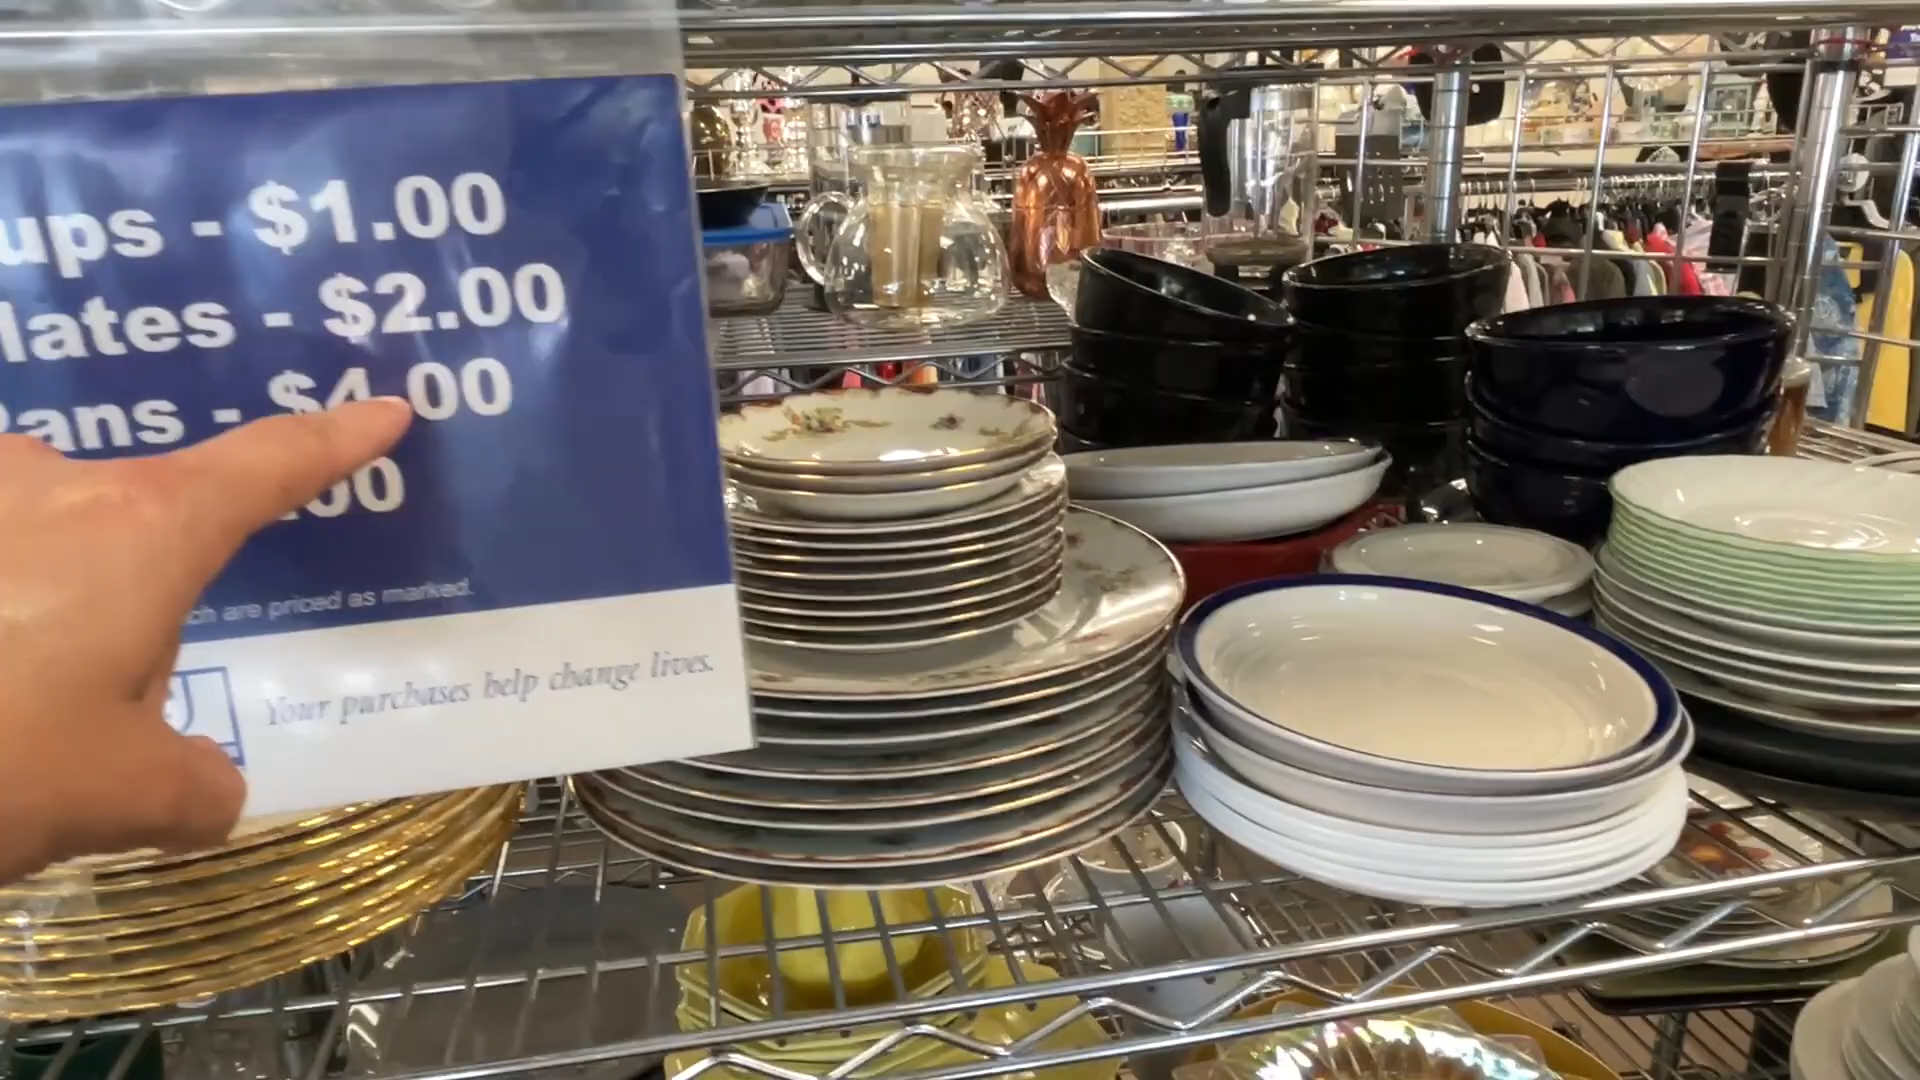 ups - $1.00
lates - $2.00
ans - $4.00
.00
ch are priced as marked.
Your purchases help change lives.